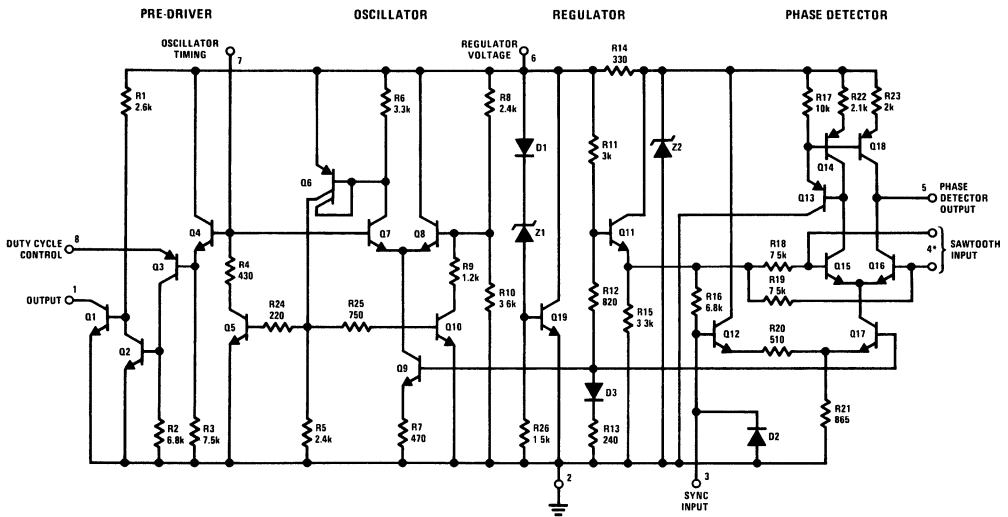 PRE-DRIVER OSCILLATOR REGULATOR PHASE DETECTOR
OSCILLATOR
TIMING
7
REGULATOR
VOLTAGE
6
R14
330
R1
2.6k
R6
3.3k
R8
2.4k
R17
10k
R22
2.1k
R23
2k
D1
R11
3k
Z2
Q18
Q14
Q6
Q13
5
PHASE
DETECTOR
OUTPUT
8
DUTY CYCLE
CONTROL
Q3
Q4
Q7
Q8
Z1
Q11
4*
SAWTOOTH
INPUT
R4
430
R9
1.2k
R10
3 6k
R12
820
R18
7 5k
R19
7 5k
Q15
Q16
OUTPUT
1
Q1
Q2
Q5
R24
220
R25
750
Q10
Q19
R15
3 3k
R16
6.8k
Q12
R20
510
Q17
Q9
D3
R2
6.8k
R3
7.5k
R5
2.4k
R7
470
R26
1 5k
R13
240
D2
R21
865
2
3
SYNC
INPUT